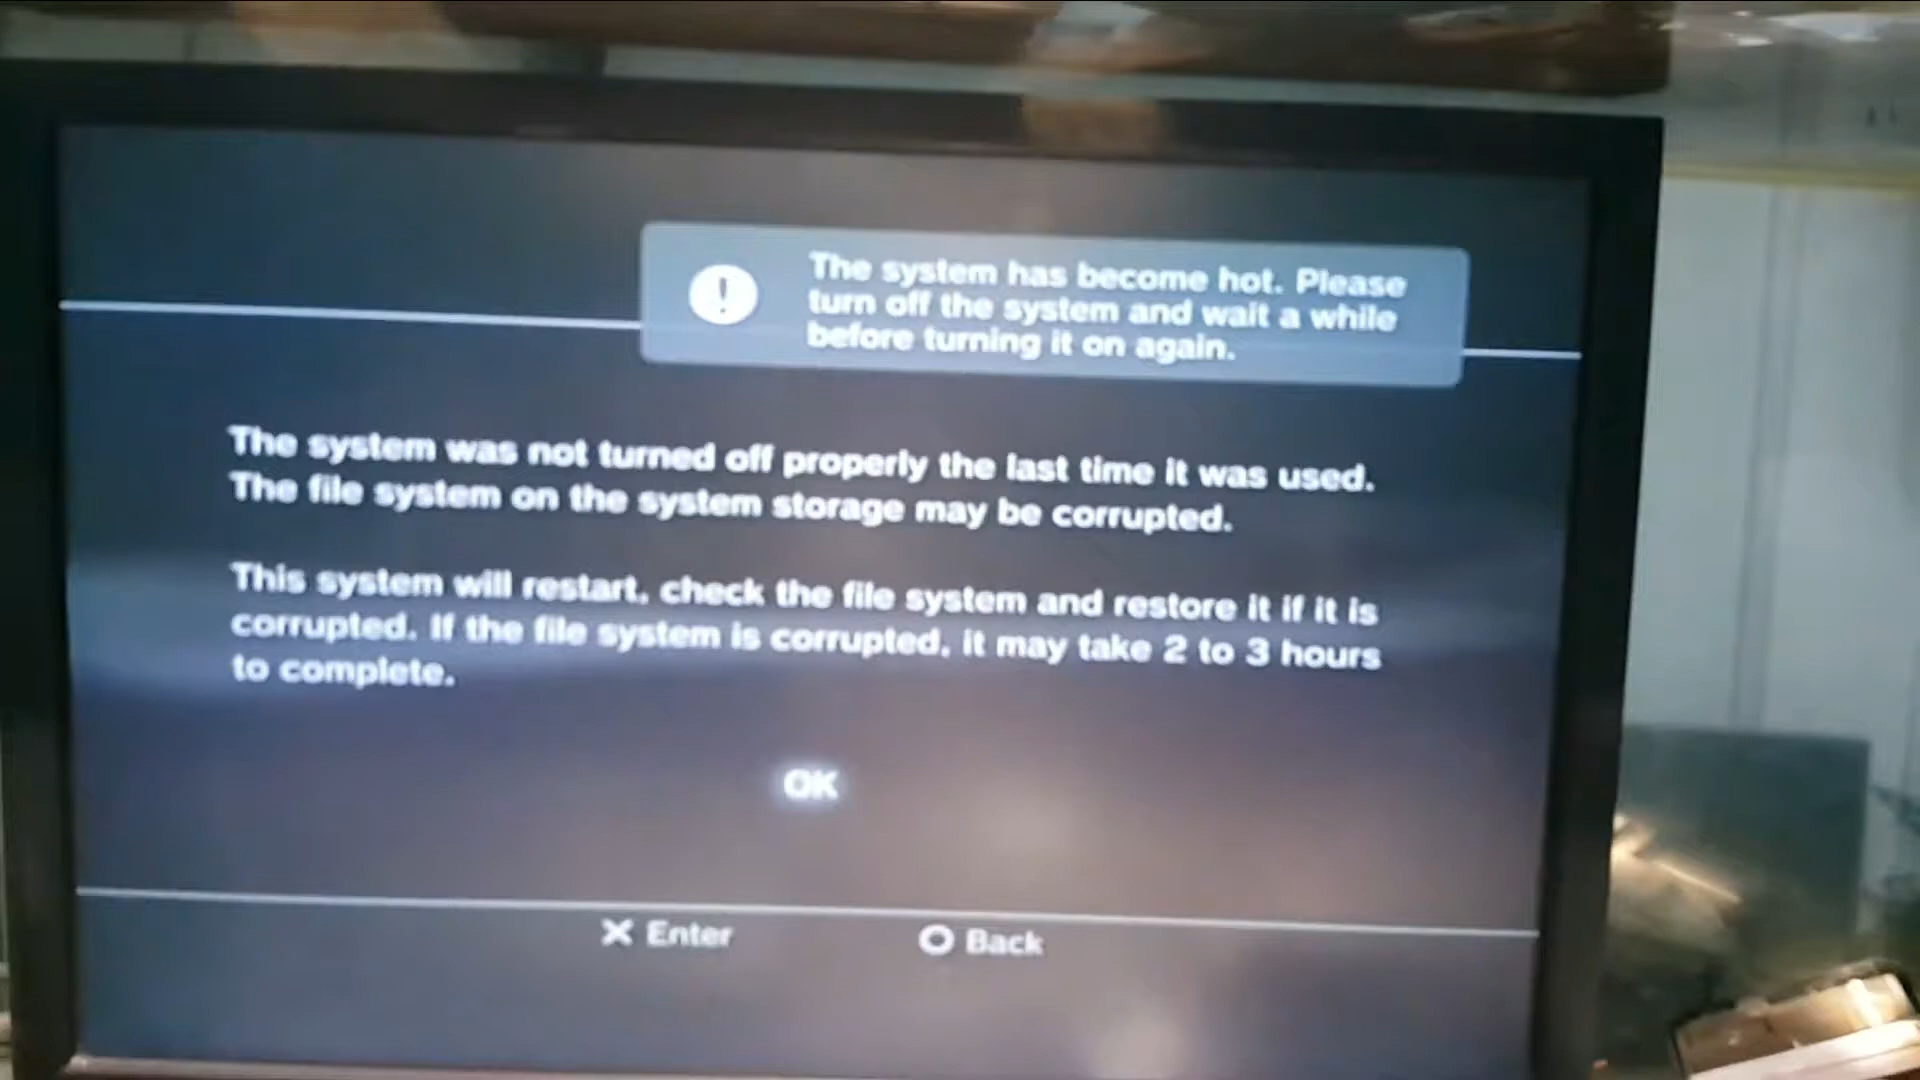 The system has become hot. Please
turn off the system and wait a while
before turning it on again.
The system was not turned off properly the last time it was used.
The file system on the system storage may be corrupted.
This system will restart, check the file system and restore it if it is
corrupted. If the file system is corrupted, it may take 2 to 3 hours
to complete.
OK
X Enter
O Back